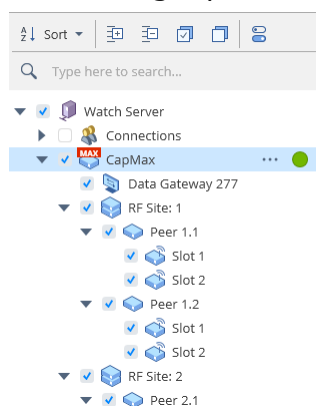 A
Z
Sort
Type here to search...
Watch Server
Connections
MAX
CapMax
Data Gateway 277
RF Site: 1
Peer 1.1
Slot 1
Slot 2
Peer 1.2
Slot 1
Slot 2
RF Site: 2
Peer 2.1